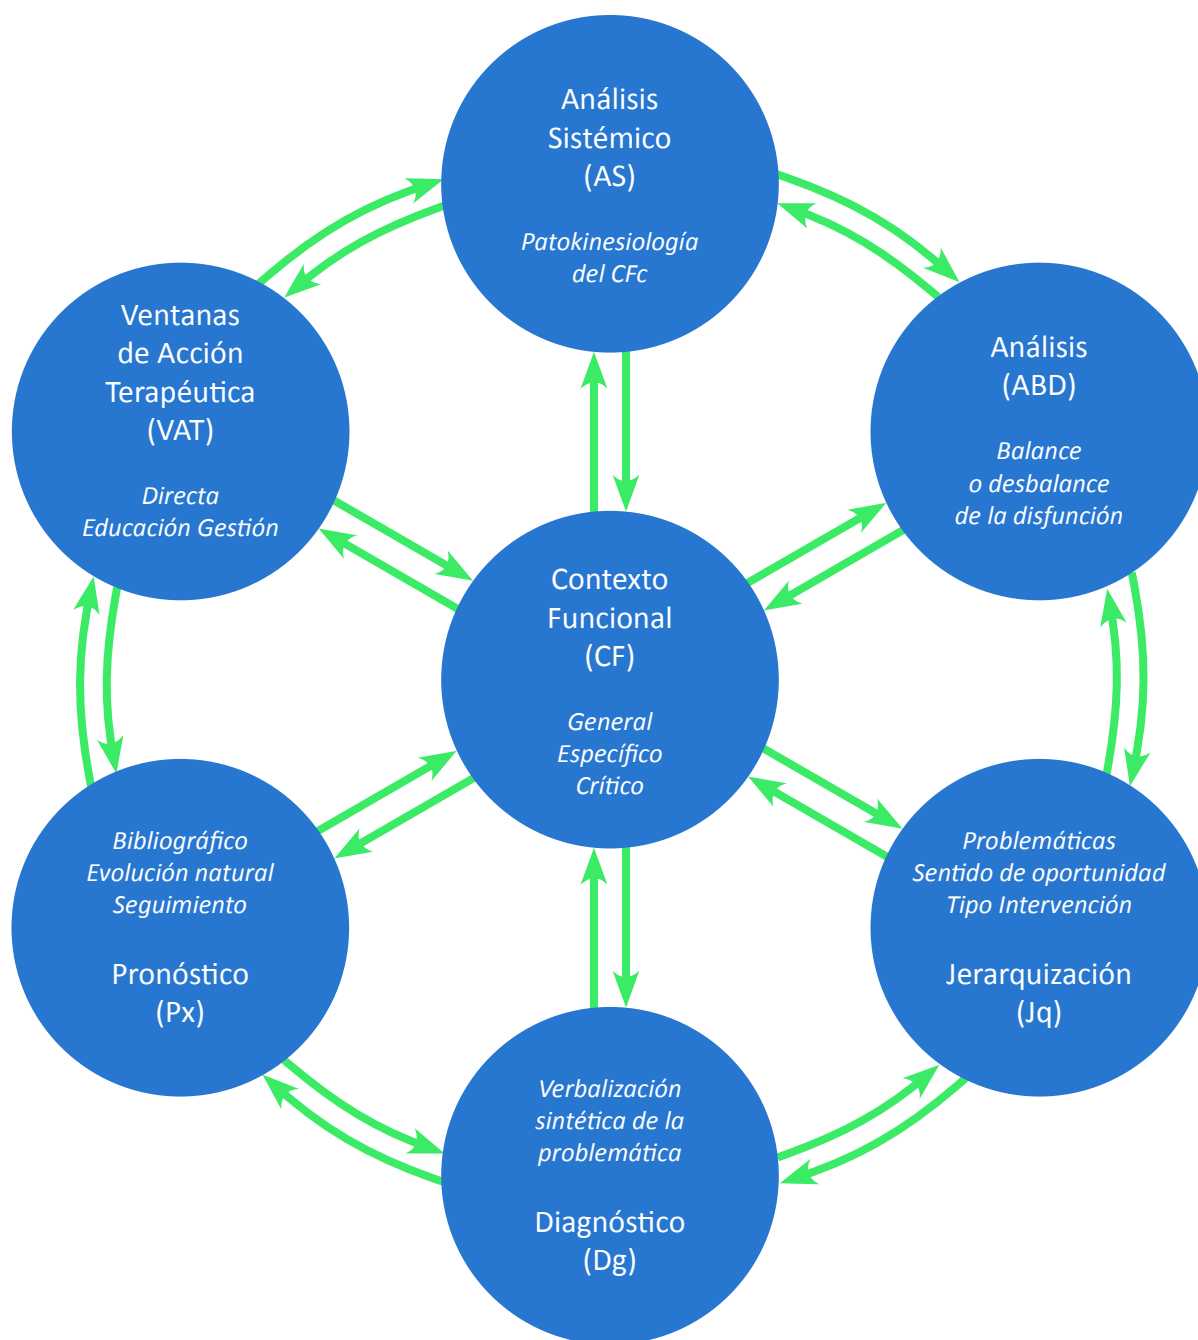 Análisis
Sistémico
(AS)
Patokinesiología
del CFc
Ventanas
de Acción
Terapéutica
(VAT)
Directa
Educación Gestión
Análisis
(ABD)
Balance
o desbalance
de la disfunción
Contexto
Funcional
(CF)
General
Específico
Crítico
Bibliográfico
Evolución natural
Seguimiento
Pronóstico
(Px)
Problemáticas
Sentido de oportunidad
Tipo Intervención
Jerarquización
(Jq)
Verbalización
sintética de la
problemática
Diagnóstico
(Dg)